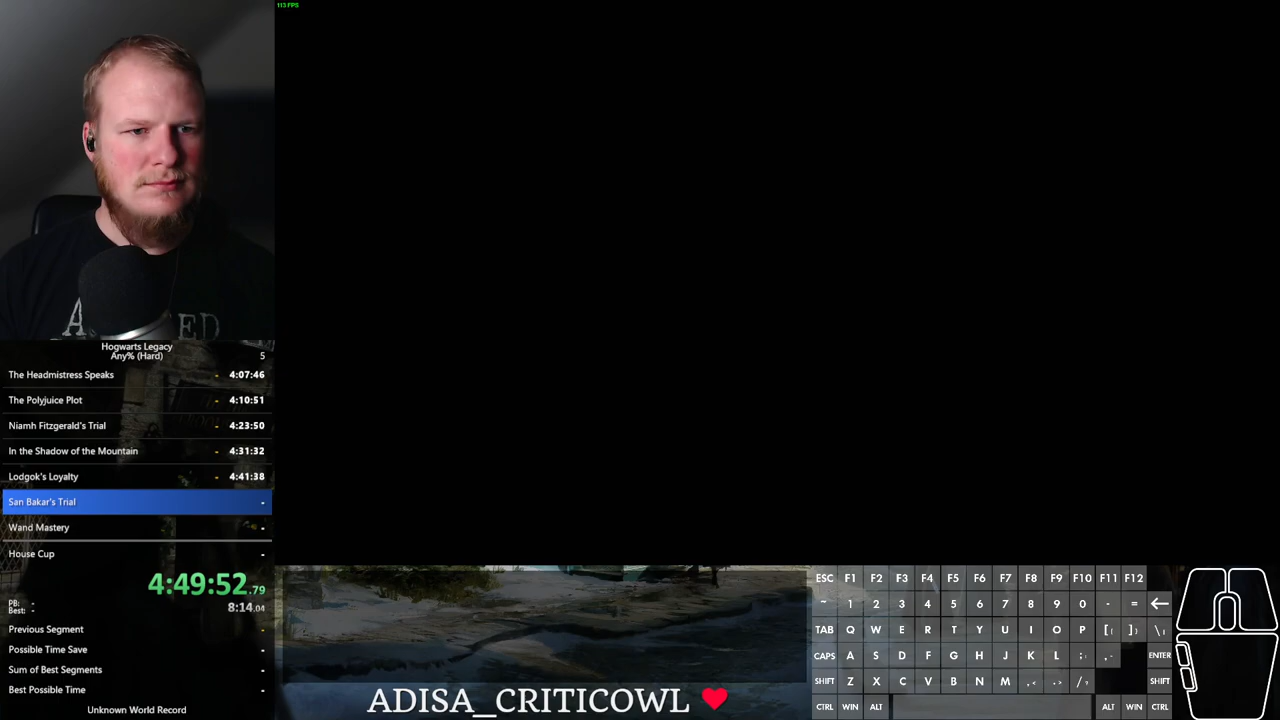 113 FPS
A ED
Hogwarts Legacy
Any% (Hard) 5
The Headmistress Speaks - 4:07:46
The Polyjuice Plot - 4:10:51
Niamh Fitzgerald's Trial - 4:23:50
In the Shadow of the Mountain - 4:31:32
Lodgok's Loyalty - 4:41:38
San Bakar's Trial -
Wand Mastery -
House Cup -
4:49:52.79
PB: - 8:14.04
Best: -
Previous Segment -
Possible Time Save -
Sum of Best Segments -
Best Possible Time -
Unknown World Record
ADISA_CRITICOWL ❤
ESC F1 F2 F3 F4 F5 F6 F7 F8 F9 F10 F11 F12
~ 1 2 3 4 5 6 7 8 9 0 - = ←
TAB Q W E R T Y U I O P [{ ]} \|
CAPS A S D F G H J K L ;: ,. ENTER
SHIFT Z X C V B N M ,< .> /? SHIFT
CTRL WIN ALT ALT WIN CTRL